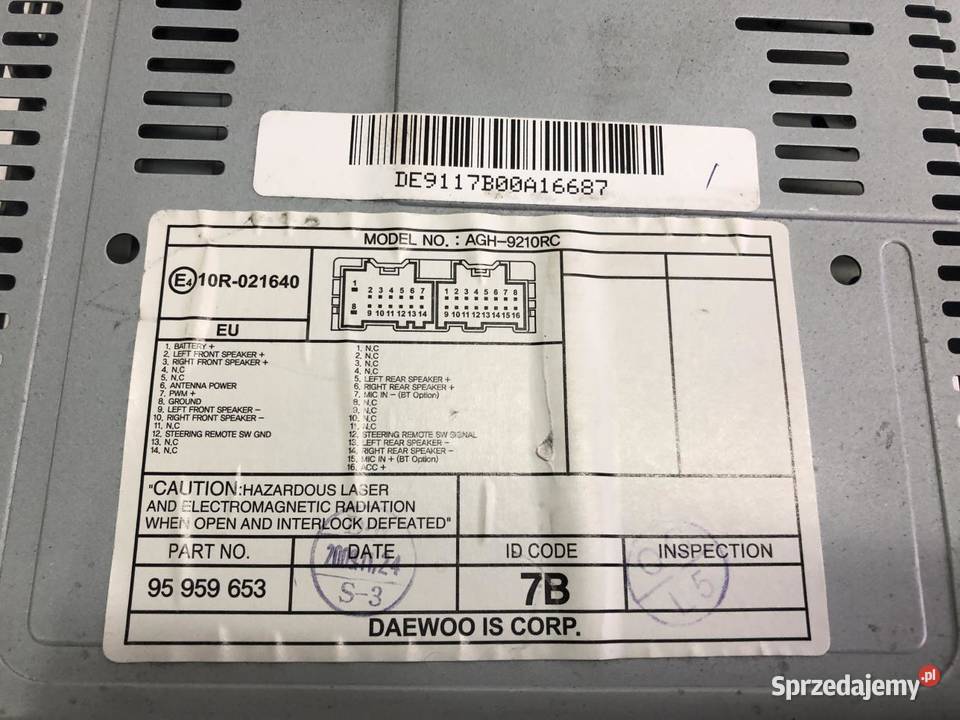 DE9117B00A16687
MODEL NO. : AGH-9210RC
E4 10R-021640
EU
1 2 3 4 5 6 7
8 9 10 11 12 13 14
1 2 3 4 5 6 7 8
9 10 11 12 13 14 15 16
1. BATTERY +
2. LEFT FRONT SPEAKER +
3. RIGHT FRONT SPEAKER +
4. N.C
5. N.C
6. ANTENNA POWER
7. PWM +
8. GROUND
9. LEFT FRONT SPEAKER -
10. RIGHT FRONT SPEAKER -
11. N.C
12. STEERING REMOTE SW GND
13. N.C
14. N.C
1. N.C
2. N.C
3. N.C
4. N.C
5. LEFT REAR SPEAKER +
6. RIGHT REAR SPEAKER +
7. MIC IN - (BT Option)
8. N.C
9. N.C
10. N.C
11. N.C
12. STEERING REMOTE SW SIGNAL
13. LEFT REAR SPEAKER -
14. RIGHT REAR SPEAKER -
15. MIC IN + (BT Option)
16. ACC +
"CAUTION:HAZARDOUS LASER
AND ELECTROMAGNETIC RADIATION
WHEN OPEN AND INTERLOCK DEFEATED"
PART NO. DATE ID CODE INSPECTION
95 959 653 S-3 7B L5
DAEWOO IS CORP.
Sprzedajemy.pl